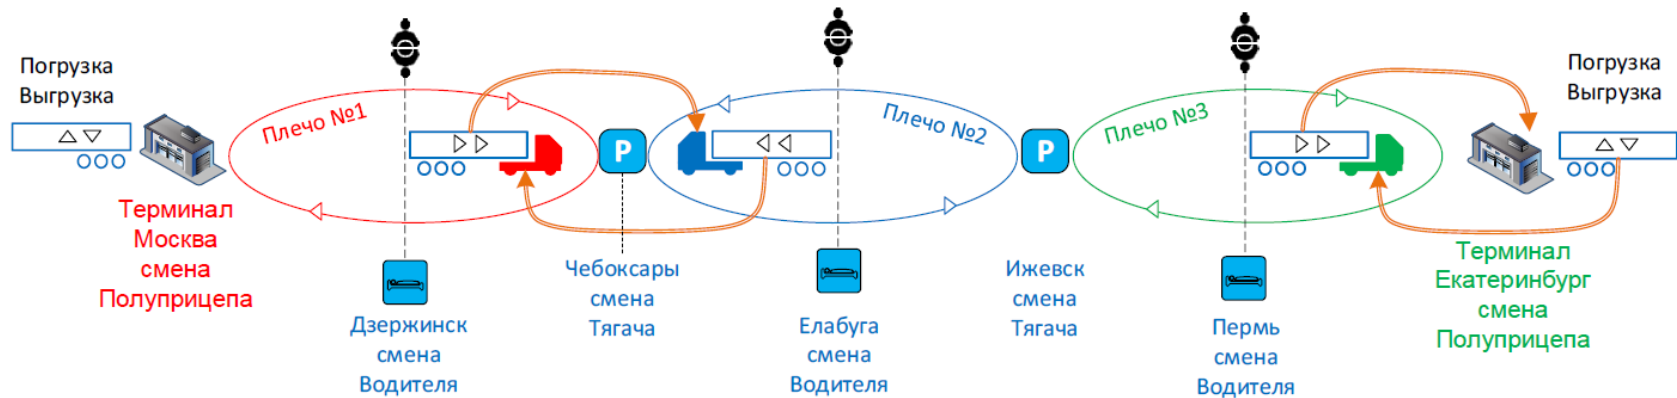 Погрузка
Выгрузка
Терминал
Москва
смена
Полуприцепа
Плечо №1
Дзержинск
смена
Водителя
P
Чебоксары
смена
Тягача
Плечо №2
Елабуга
смена
Водителя
P
Ижевск
смена
Тягача
Плечо №3
Пермь
смена
Водителя
Погрузка
Выгрузка
Терминал
Екатеринбург
смена
Полуприцепа